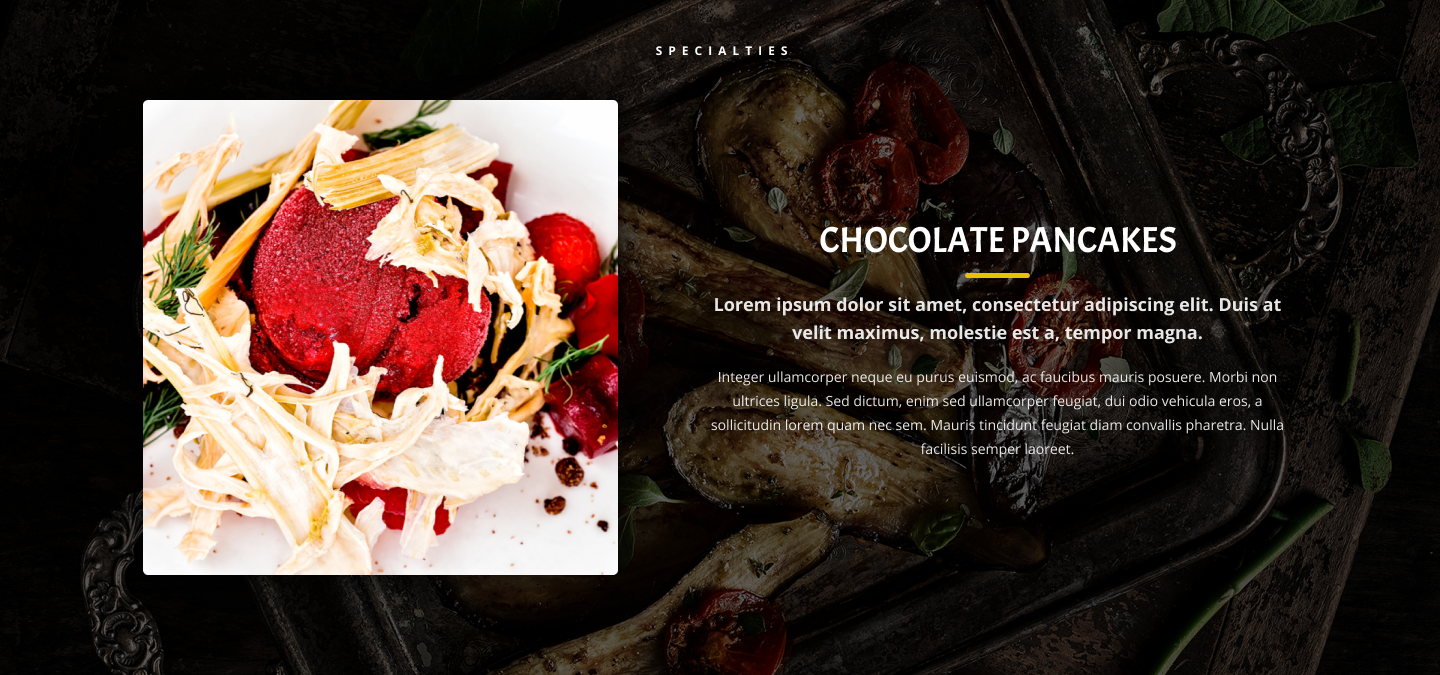 SPECIALTIES
CHOCOLATE PANCAKES
Lorem ipsum dolor sit amet, consectetur adipiscing elit. Duis at
velit maximus, molestie est a, tempor magna.
Integer ullamcorper neque eu purus euismod, ac faucibus mauris posuere. Morbi non
ultrices ligula. Sed dictum, enim sed ullamcorper feugiat, dui odio vehicula eros, a
sollicitudin lorem quam nec sem. Mauris tincidunt feugiat diam convallis pharetra. Nulla
facilisis semper laoreet.